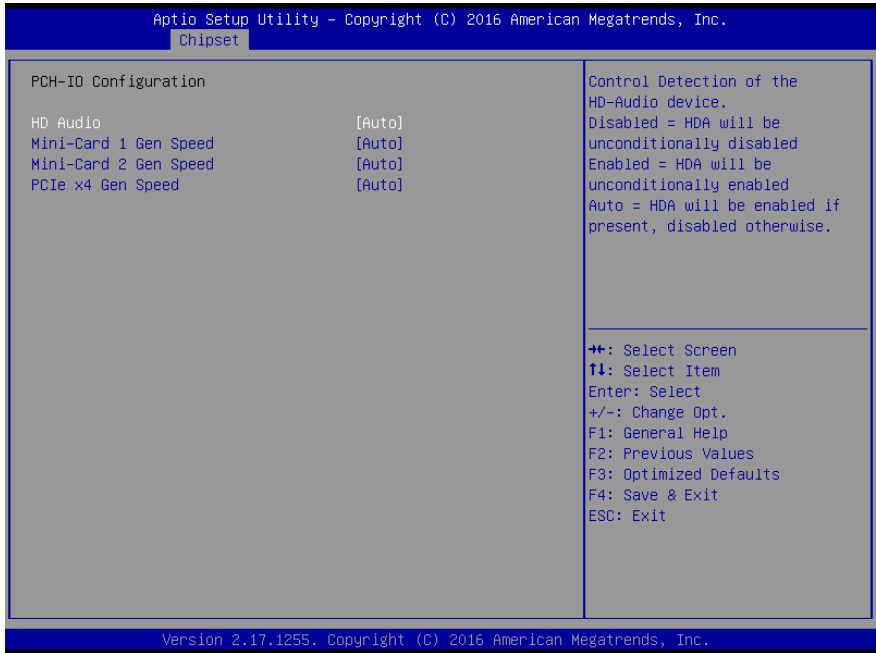 Aptio Setup Utility – Copyright (C) 2016 American Megatrends, Inc.
Chipset
PCH-IO Configuration
HD Audio [Auto]
Mini-Card 1 Gen Speed [Auto]
Mini-Card 2 Gen Speed [Auto]
PCIe x4 Gen Speed [Auto]
Control Detection of the
HD-Audio device.
Disabled = HDA will be
unconditionally disabled
Enabled = HDA will be
unconditionally enabled
Auto = HDA will be enabled if
present, disabled otherwise.
→←: Select Screen
↑↓: Select Item
Enter: Select
+/-: Change Opt.
F1: General Help
F2: Previous Values
F3: Optimized Defaults
F4: Save & Exit
ESC: Exit
Version 2.17.1255. Copyright (C) 2016 American Megatrends, Inc.